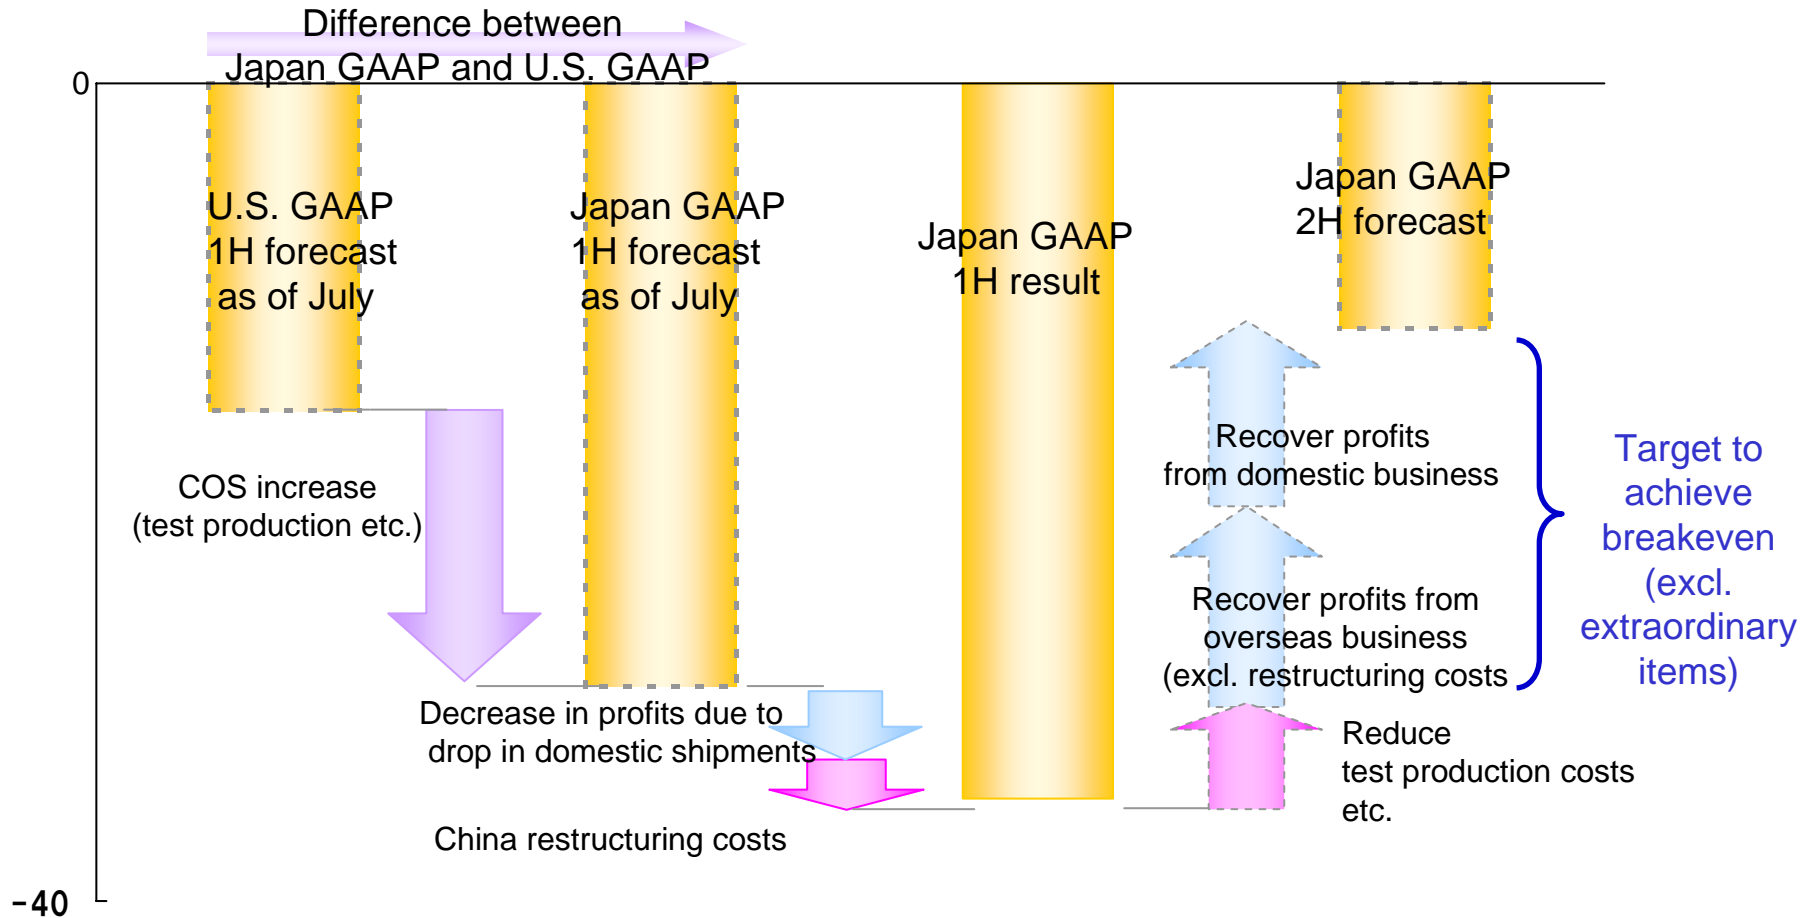 Difference between
Japan GAAP and U.S. GAAP
0
U.S. GAAP
1H forecast
as of July
Japan GAAP
1H forecast
as of July
Japan GAAP
1H result
Japan GAAP
2H forecast
COS increase
(test production etc.)
Recover profits
from domestic business
Recover profits from
overseas business
(excl. restructuring costs
Target to
achieve
breakeven
(excl.
extraordinary
items)
Decrease in profits due to
drop in domestic shipments
Reduce
test production costs
etc.
China restructuring costs
-40